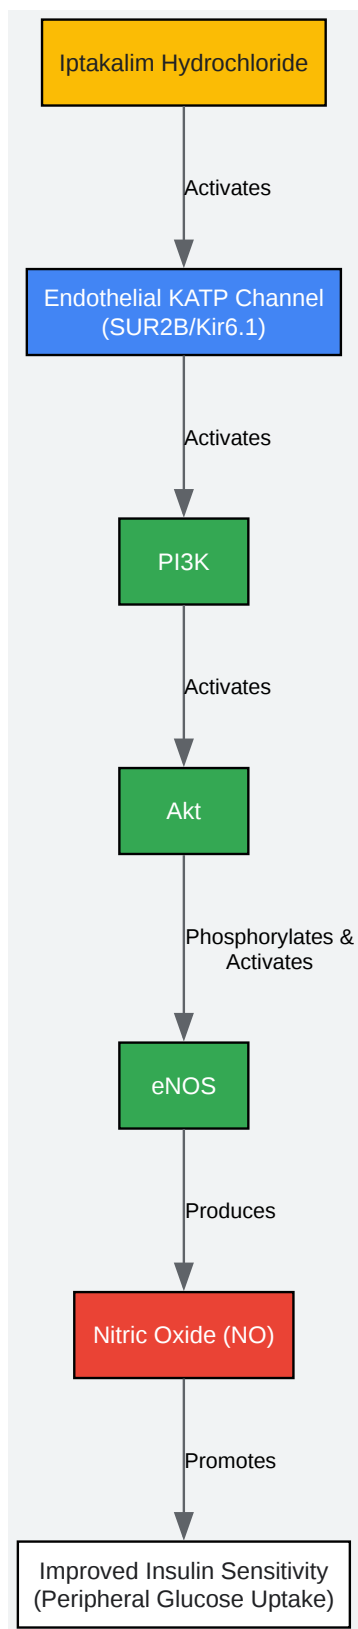 Iptakalim Hydrochloride
Activates
Endothelial KATP Channel
(SUR2B/Kir6.1)
Activates
PI3K
Activates
Akt
Phosphorylates &
Activates
eNOS
Produces
Nitric Oxide (NO)
Promotes
Improved Insulin Sensitivity
(Peripheral Glucose Uptake)